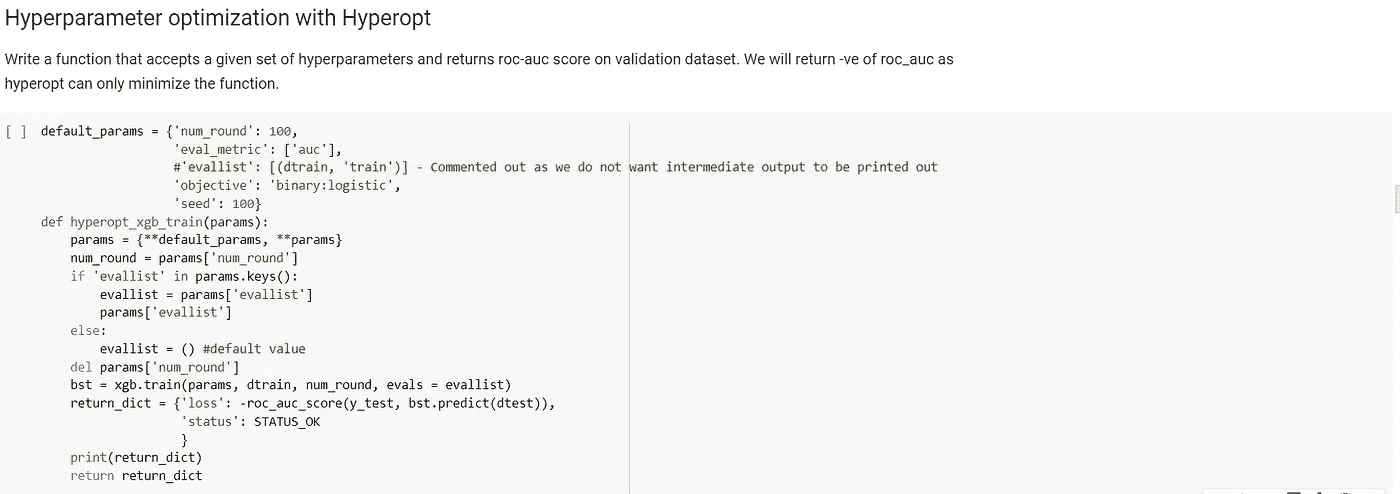 Hyperparameter optimization with Hyperopt
Write a function that accepts a given set of hyperparameters and returns roc-auc score on validation dataset. We will return -ve of roc_auc as
hyperopt can only minimize the function.
[ ] default_params = {'num_round': 100,
'eval_metric': ['auc'],
#'evallist': [(dtrain, 'train')] - Commented out as we do not want intermediate output to be printed out
'objective': 'binary:logistic',
'seed': 100}
def hyperopt_xgb_train(params):
params = {**default_params, **params}
num_round = params['num_round']
if 'evallist' in params.keys():
evallist = params['evallist']
params['evallist']
else:
evallist = () #default value
del params['num_round']
bst = xgb.train(params, dtrain, num_round, evals = evallist)
return_dict = {'loss': -roc_auc_score(y_test, bst.predict(dtest)),
'status': STATUS_OK
}
print(return_dict)
return return_dict